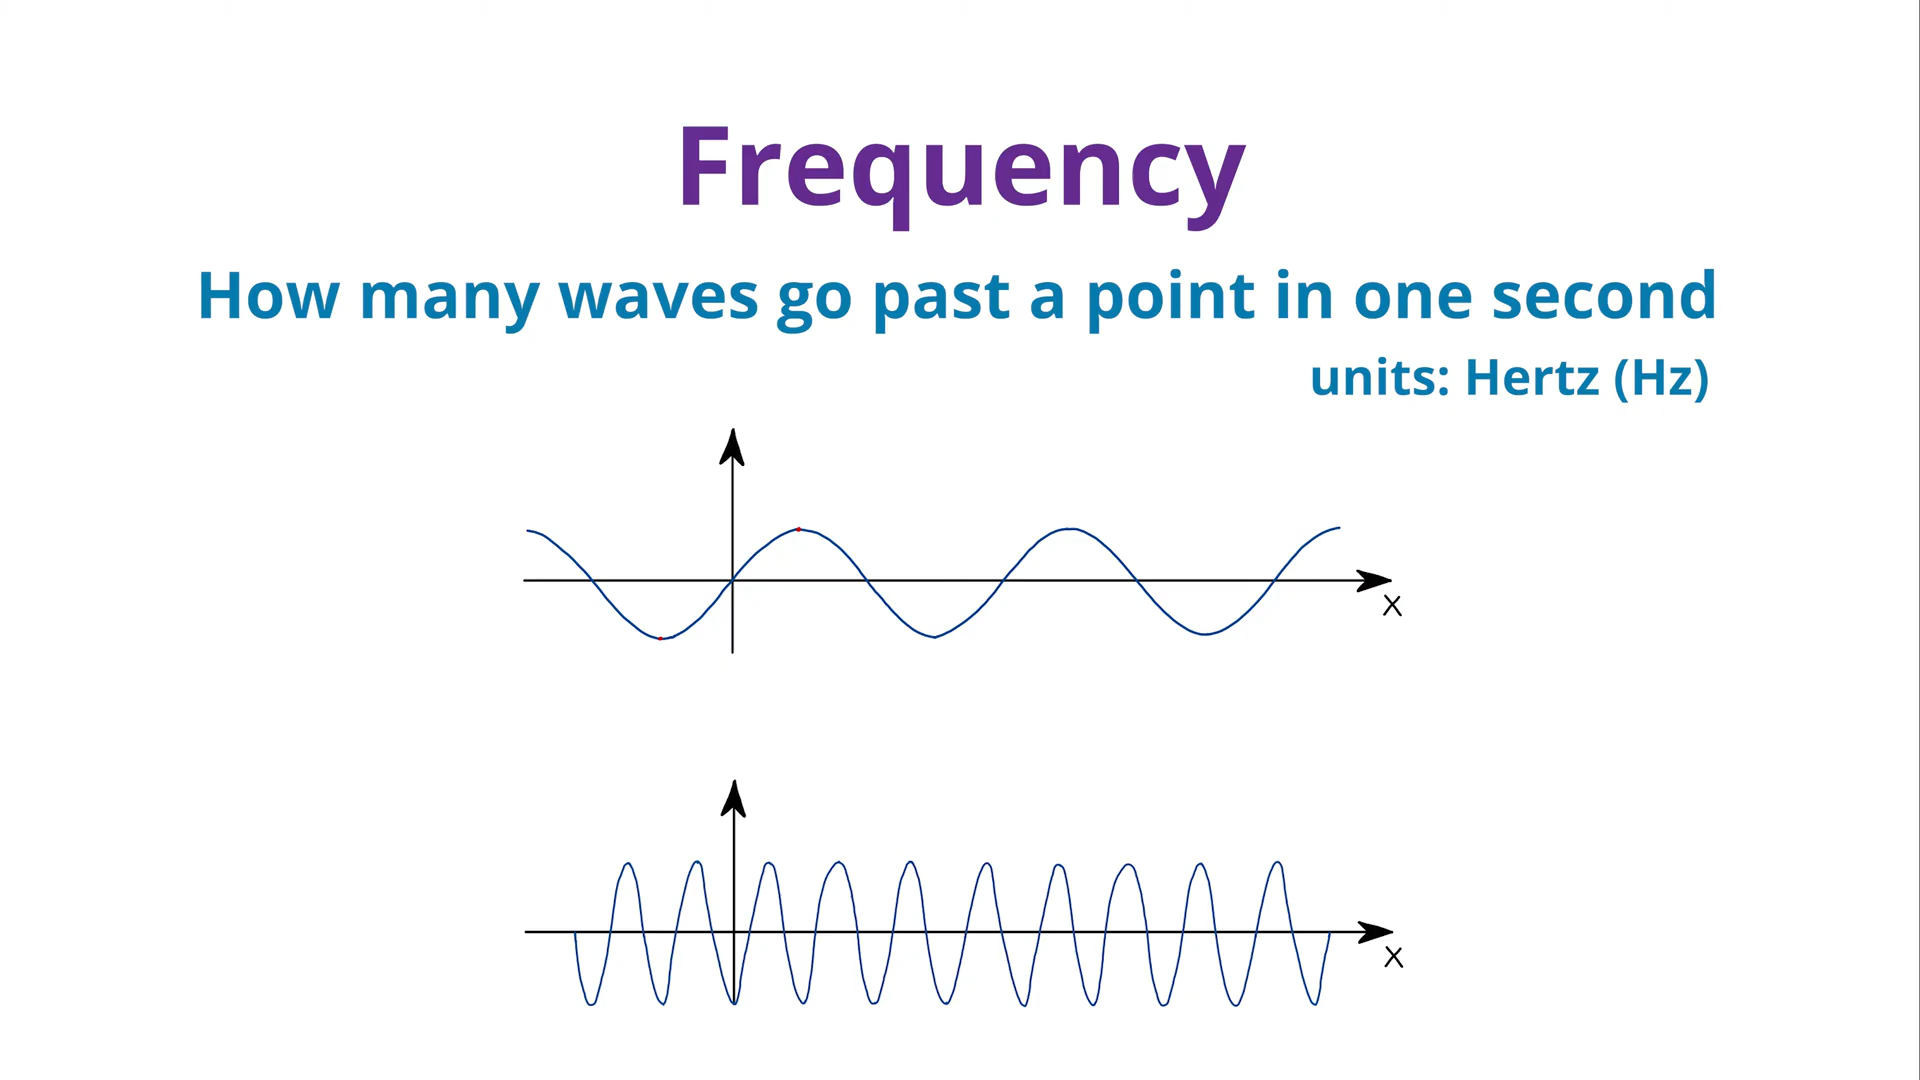 Frequency
How many waves go past a point in one second
units: Hertz (Hz)
x
x